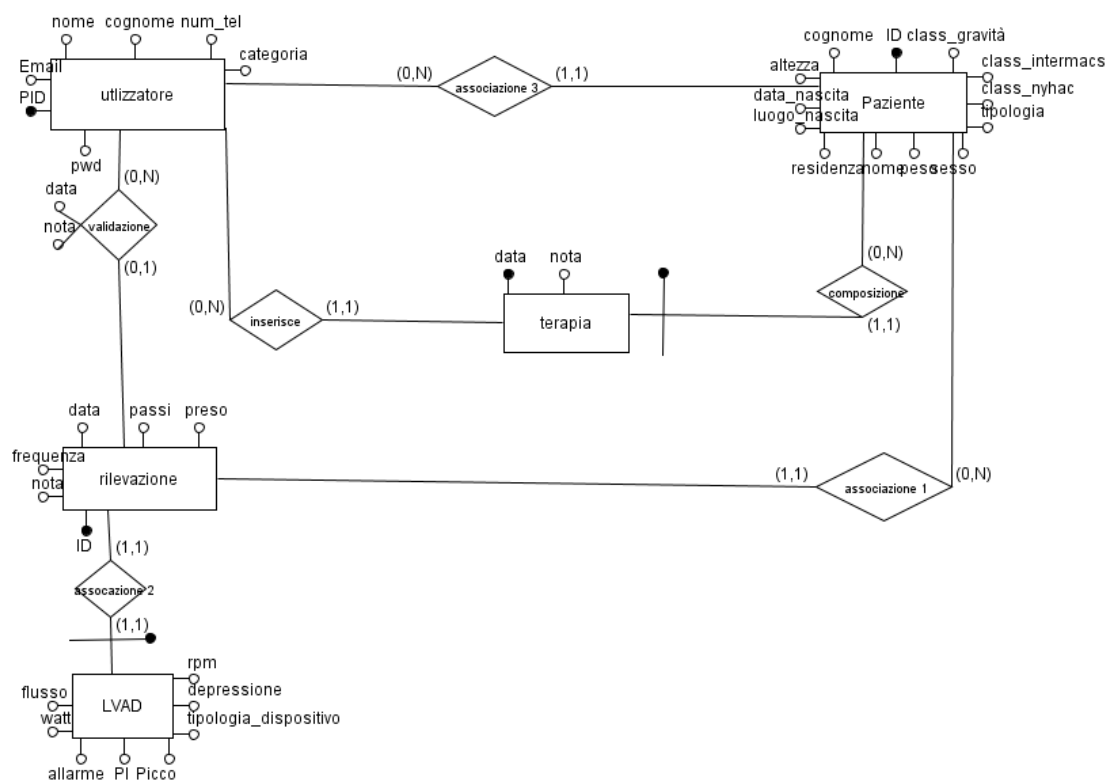 nome cognome num_tel
Email
categoria
utlizzatore
PID
pwd
(0,N)
associazione 3
(1,1)
cognome ID class_gravità
altezza
class_intermacs
data_nascita
Paziente
class_nyhac
luogo_nascita
tipologia
residenza nome peso sesso
(0,N)
data
nota
validazione
(0,1)
(0,N)
inserisce
(1,1)
data nota
terapia
(0,N)
composizione
(1,1)
data passi preso
frequenza
rilevazione
nota
ID
(1,1)
associazione 1
(0,N)
(1,1)
assocazione 2
(1,1)
rpm
flusso
LVAD
depressione
watt
tipologia_dispositivo
allarme PI Picco